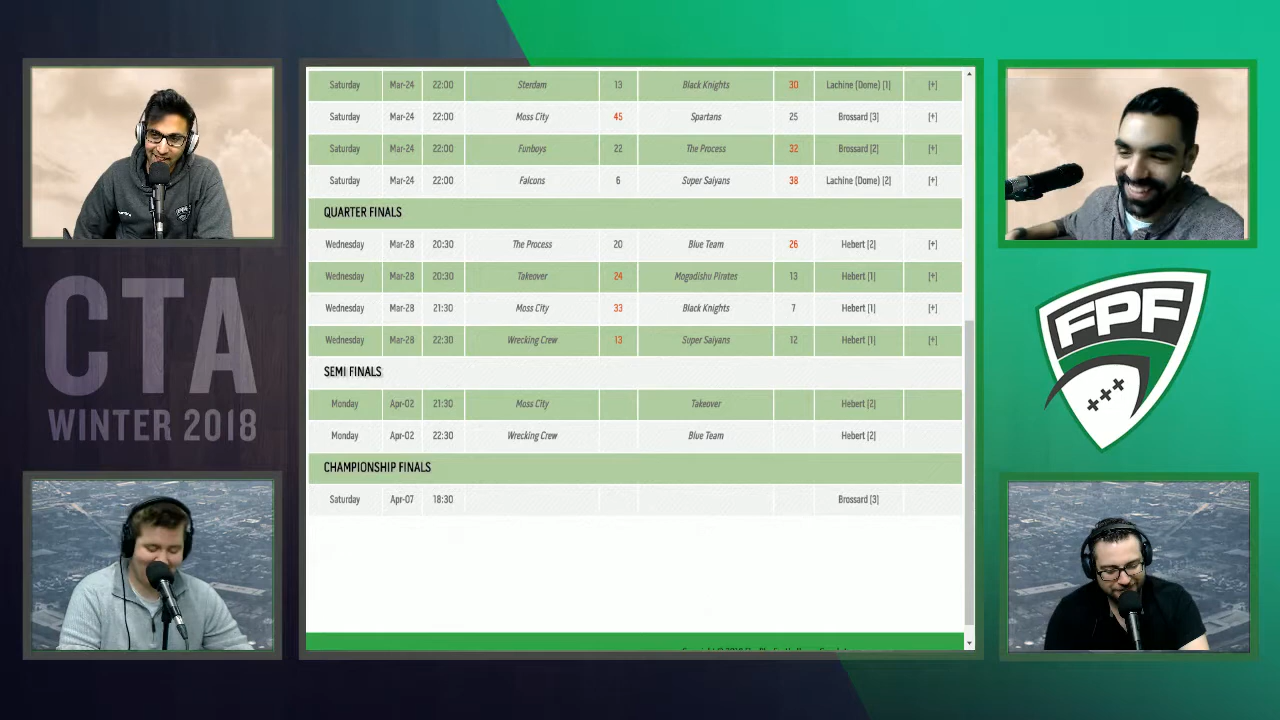 Saturday Mar-24 22:00 Sterdam 13 Black Knights 30 Lachine (Dome) [1] [+]
Saturday Mar-24 22:00 Moss City 45 Spartans 25 Brossard [3] [+]
Saturday Mar-24 22:00 Funboys 22 The Process 32 Brossard [2] [+]
Saturday Mar-24 22:00 Falcons 6 Super Saiyans 38 Lachine (Dome) [2] [+]
QUARTER FINALS
Wednesday Mar-28 20:30 The Process 20 Blue Team 26 Hebert [2] [+]
Wednesday Mar-28 20:30 Takeover 24 Mogadishu Pirates 13 Hebert [1] [+]
Wednesday Mar-28 21:30 Moss City 33 Black Knights 7 Hebert [1] [+]
Wednesday Mar-28 22:30 Wrecking Crew 13 Super Saiyans 12 Hebert [1] [+]
SEMI FINALS
Monday Apr-02 21:30 Moss City Takeover Hebert [2]
Monday Apr-02 22:30 Wrecking Crew Blue Team Hebert [2]
CHAMPIONSHIP FINALS
Saturday Apr-07 18:30 Brossard [3]
CTA
WINTER 2018
FPF